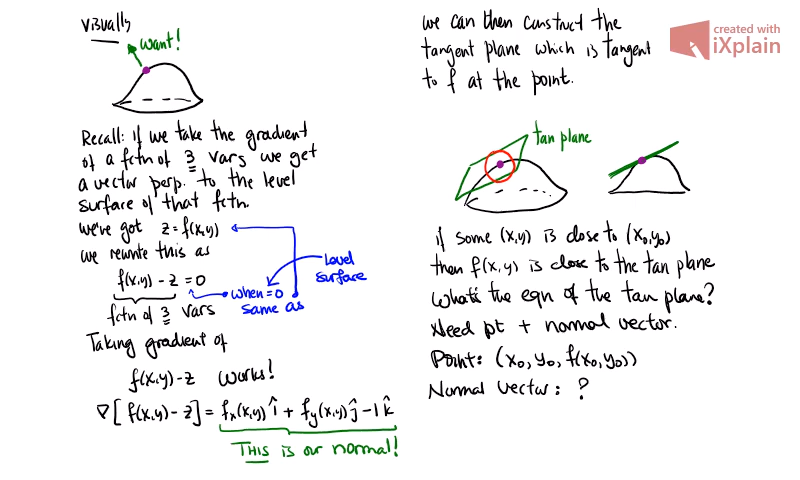 visually
want!
Recall: if we take the gradient
of a fctn of 3 vars we get
a vector perp. to the level
surface of that fctn.
we've got z = f(x,y)
we rewrite this as
f(x,y) - z = 0
when = 0
same as
Level
surface
fctn of 3 vars
Taking gradient of
f(x,y) - z works!
∇[f(x,y) - z] = fx(x,y) î + fy(x,y) ĵ - 1 k̂
THIS is our normal!
we can then construct the
tangent plane which is tangent
to f at the point.
tan plane
if some (x,y) is close to (x₀,y₀)
then f(x,y) is close to the tan plane
What's the eqn of the tan plane?
Need pt + normal vector.
Point: (x₀, y₀, f(x₀,y₀))
Normal vector: ?
created with
iXplain